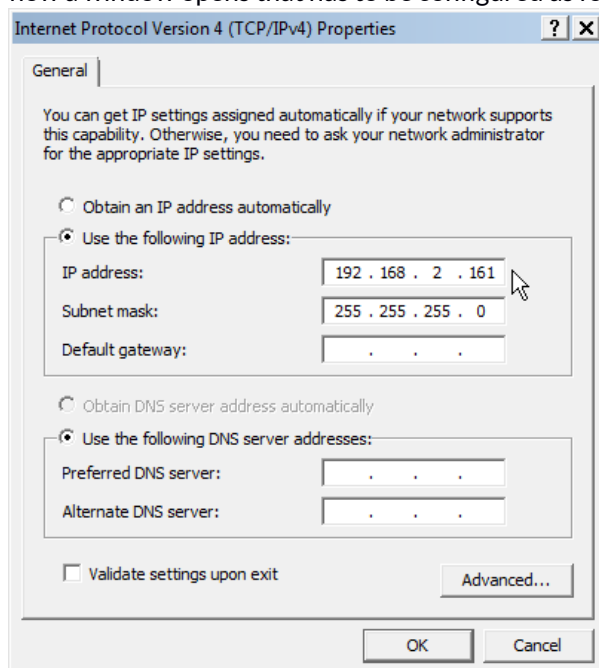 Internet Protocol Version 4 (TCP/IPv4) Properties ? X
General
You can get IP settings assigned automatically if your network supports
this capability. Otherwise, you need to ask your network administrator
for the appropriate IP settings.
Obtain an IP address automatically
Use the following IP address:
IP address: 192 . 168 . 2 . 161
Subnet mask: 255 . 255 . 255 . 0
Default gateway: . . .
Obtain DNS server address automatically
Use the following DNS server addresses:
Preferred DNS server: . . .
Alternate DNS server: . . .
Validate settings upon exit
Advanced...
OK Cancel